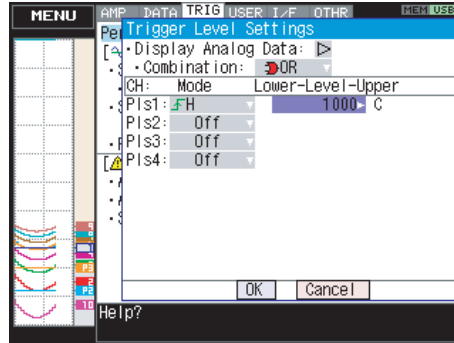 MENU
AMP DATA TRIG USER I/F OTHR MEM USB
Trigger Level Settings
・Display Analog Data:
・Combination: OR
CH: Mode Lower-Level-Upper
Pls1: H 1000 C
Pls2: Off
Pls3: Off
Pls4: Off
OK Cancel
Help?
P3
2
P2
10